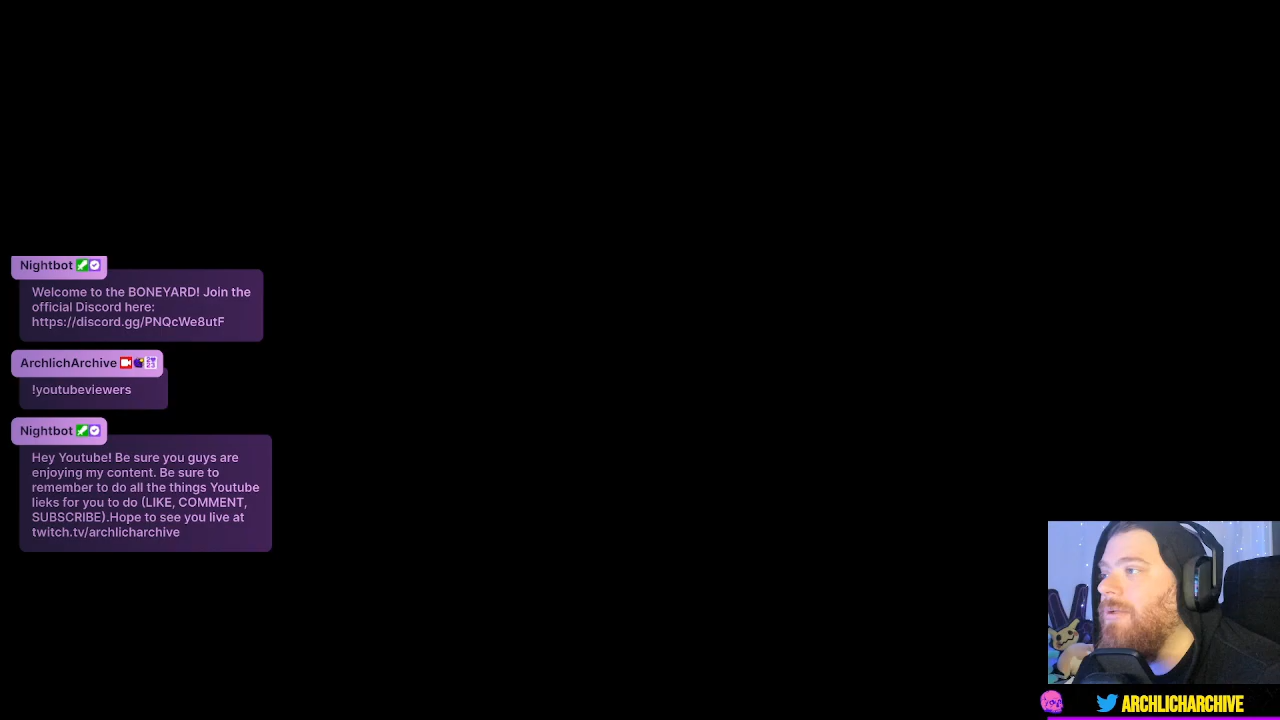 Nightbot
Welcome to the BONEYARD! Join the
official Discord here:
https://discord.gg/PNQcWe8utF
ArchlichArchive
!youtubeviewers
Nightbot
Hey Youtube! Be sure you guys are
enjoying my content. Be sure to
remember to do all the things Youtube
lieks for you to do (LIKE, COMMENT,
SUBSCRIBE).Hope to see you live at
twitch.tv/archlicharchive
ARCHLICHARCHIVE